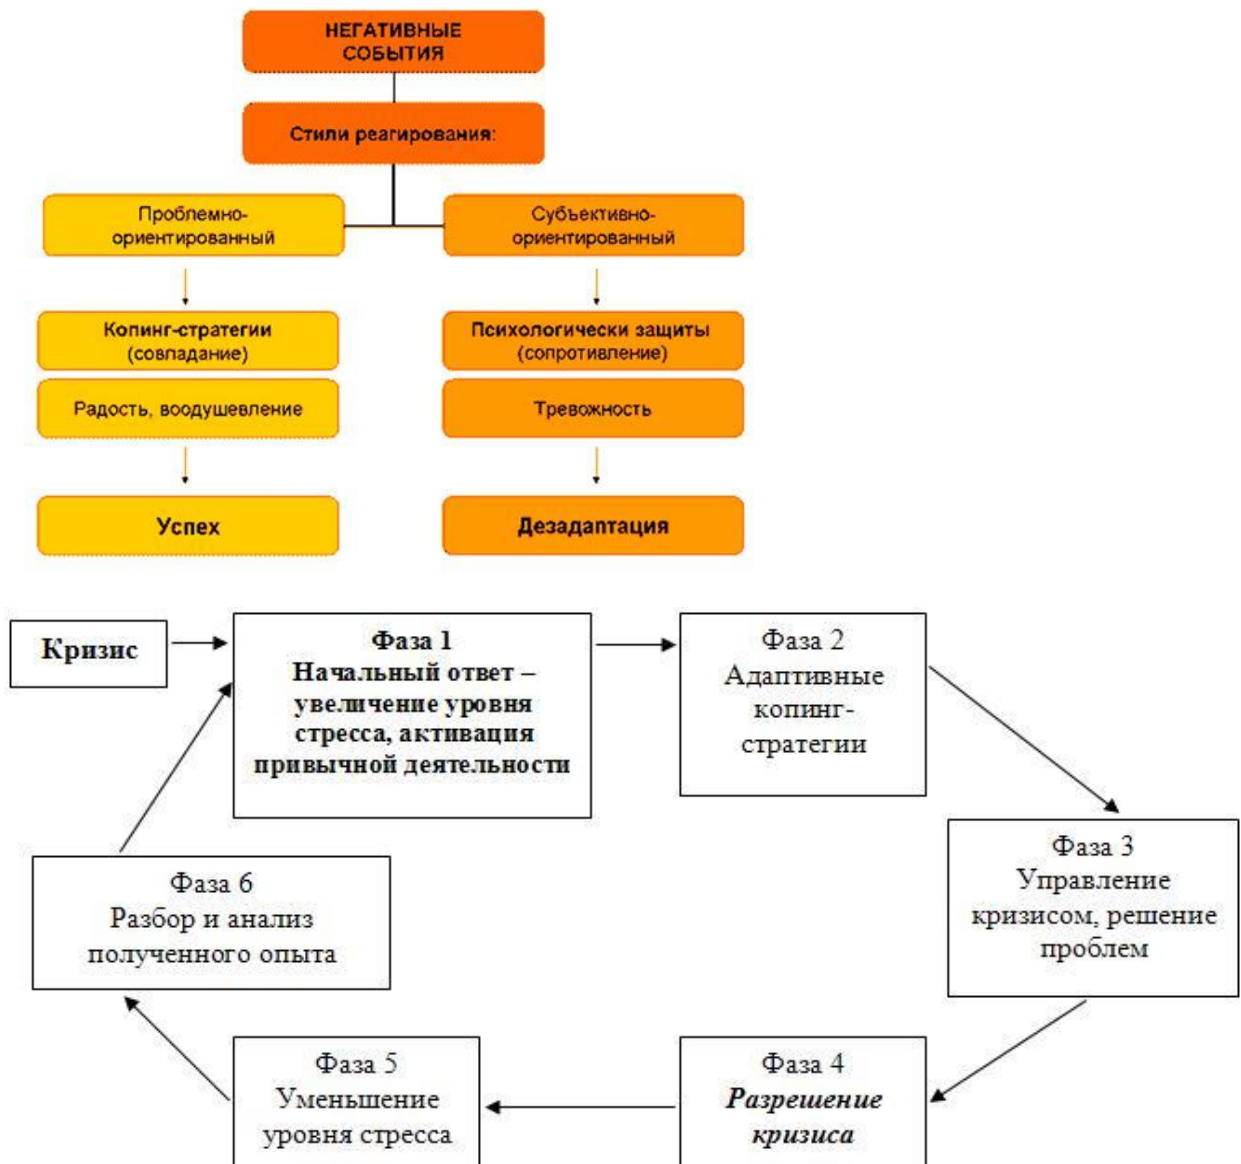 НЕГАТИВНЫЕ
СОБЫТИЯ
Стили реагирования:
Проблемно-
ориентированный
Субъективно-
ориентированный
Копинг-стратегии
(совпадание)
Психологически защиты
(сопротивление)
Радость, воодушевление
Тревожность
Успех
Дезадаптация
Кризис
Фаза 1
Начальный ответ –
увеличение уровня
стресса, активация
привычной деятельности
Фаза 2
Адаптивные
копинг-
стратегии
Фаза 3
Управление
кризисом, решение
проблем
Фаза 4
Разрешение
кризиса
Фаза 5
Уменьшение
уровня стресса
Фаза 6
Разбор и анализ
полученного опыта